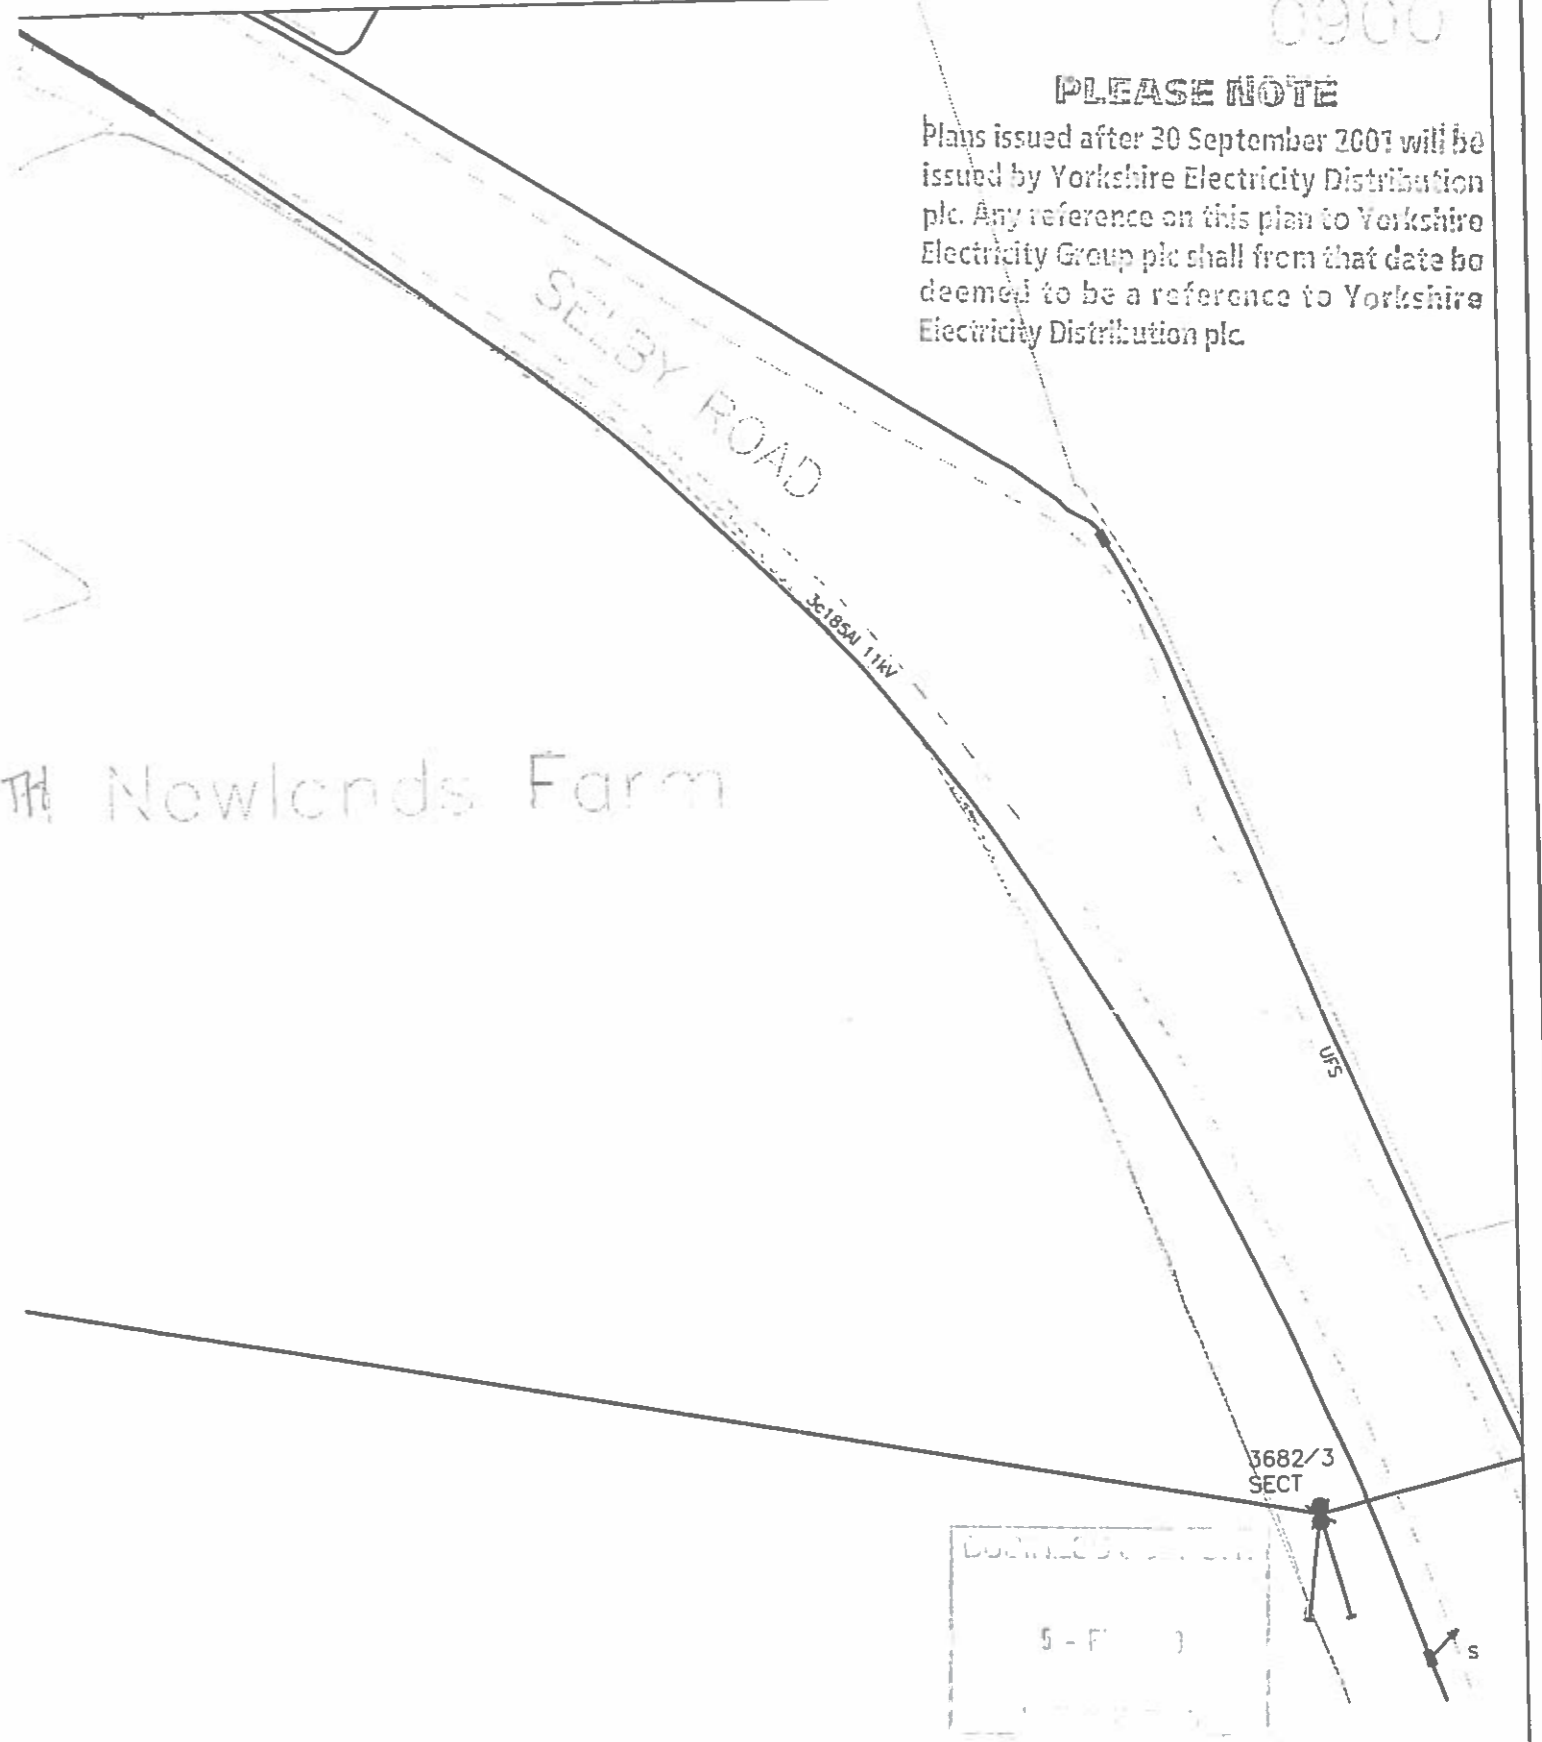 0900
PLEASE NOTE
Plans issued after 30 September 2001 will be
issued by Yorkshire Electricity Distribution
plc. Any reference on this plan to Yorkshire
Electricity Group plc shall from that date be
deemed to be a reference to Yorkshire
Electricity Distribution plc.
SELBY ROAD
3c185Al 11kV
Newlands Farm
UFS
3682/3
SECT
S